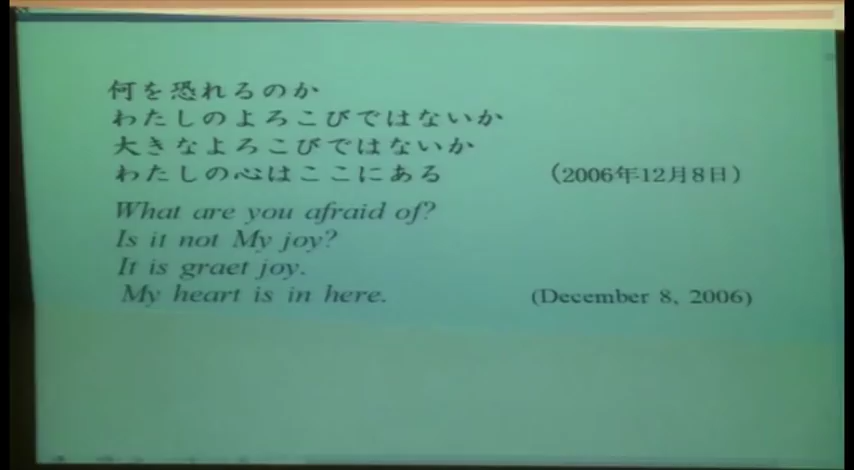 何を恐れるのか
わたしのよろこびではないか
大きなよろこびではないか
わたしの心はここにある (2006年12月8日)
What are you afraid of?
Is it not My joy?
It is graet joy.
My heart is in here. (December 8, 2006)